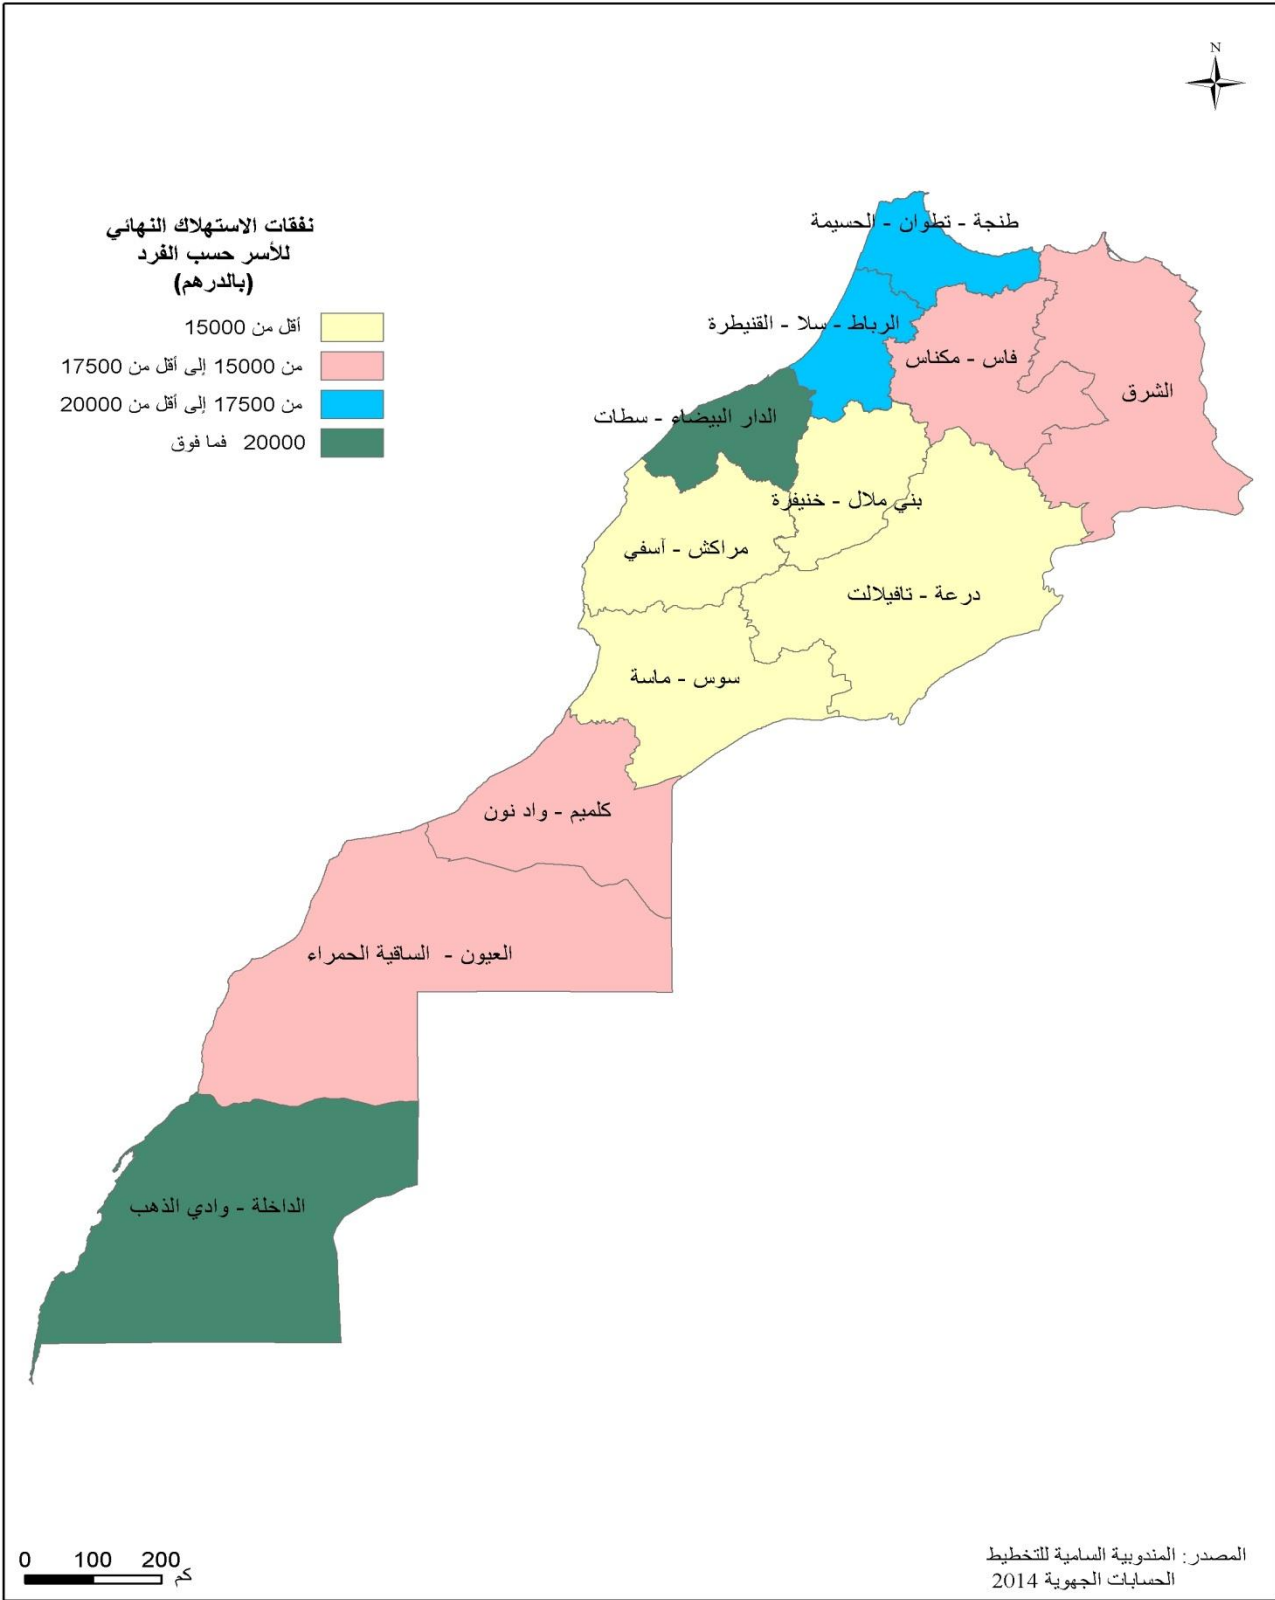 N
نفقات الاستهلاك النهائي
للأسر حسب الفرد
(بالدرهم)
أقل من 15000
من 15000 إلى أقل من 17500
من 17500 إلى أقل من 20000
20000 فما فوق
طنجة - تطوان - الحسيمة
الرباط - سلا - القنيطرة
فاس - مكناس
الشرق
الدار البيضاء - سطات
بني ملال - خنيفرة
مراكش - آسفي
درعة - تافيلالت
سوس - ماسة
كلميم - واد نون
العيون - الساقية الحمراء
الداخلة - وادي الذهب
0 100 200
كم
المصدر: المندوبية السامية للتخطيط
الحسابات الجهوية 2014